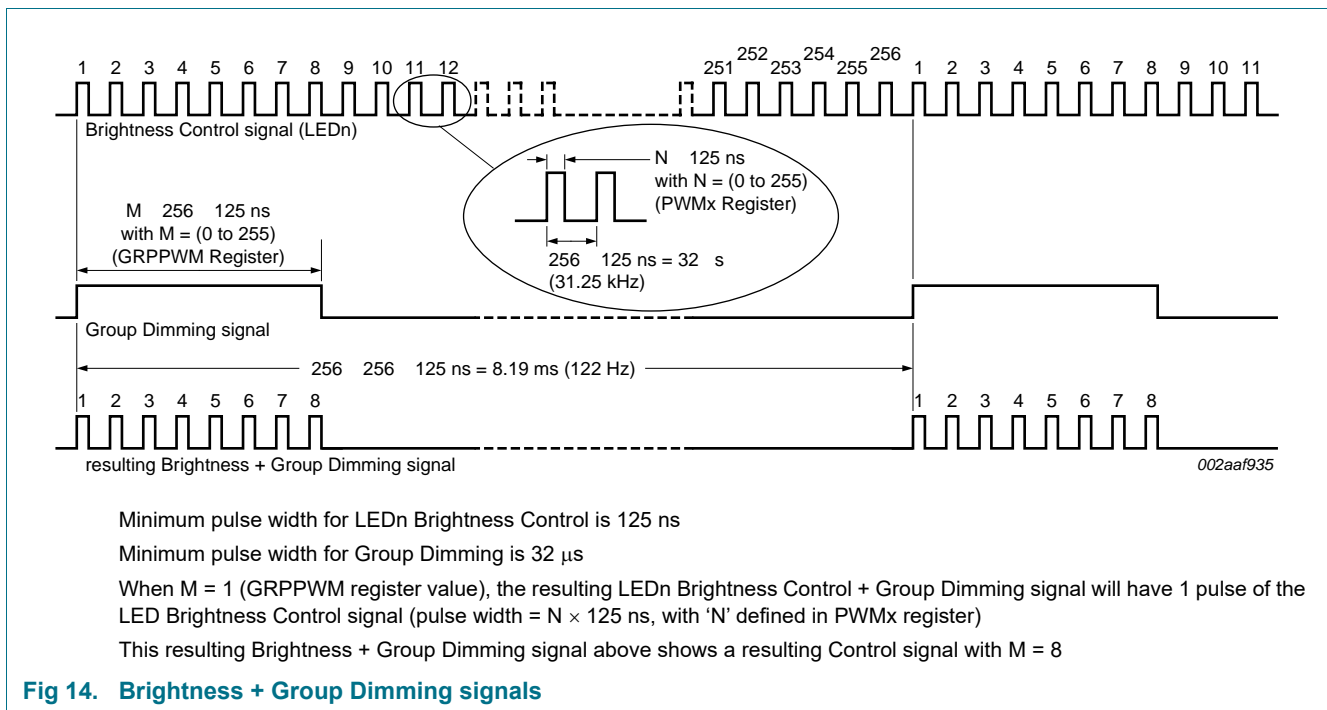 1 2 3 4 5 6 7 8 9 10 11 12 251 252 253 254 255 256 1 2 3 4 5 6 7 8 9 10 11
Brightness Control signal (LEDn)
N 125 ns
with N = (0 to 255)
(PWMx Register)
256 125 ns = 32 s
(31.25 kHz)
M 256 125 ns
with M = (0 to 255)
(GRPPWM Register)
Group Dimming signal
256 256 125 ns = 8.19 ms (122 Hz)
1 2 3 4 5 6 7 8 1 2 3 4 5 6 7 8
resulting Brightness + Group Dimming signal
002aaf935
Minimum pulse width for LEDn Brightness Control is 125 ns
Minimum pulse width for Group Dimming is 32 μs
When M = 1 (GRPPWM register value), the resulting LEDn Brightness Control + Group Dimming signal will have 1 pulse of the
LED Brightness Control signal (pulse width = N × 125 ns, with ‘N’ defined in PWMx register)
This resulting Brightness + Group Dimming signal above shows a resulting Control signal with M = 8
Fig 14. Brightness + Group Dimming signals